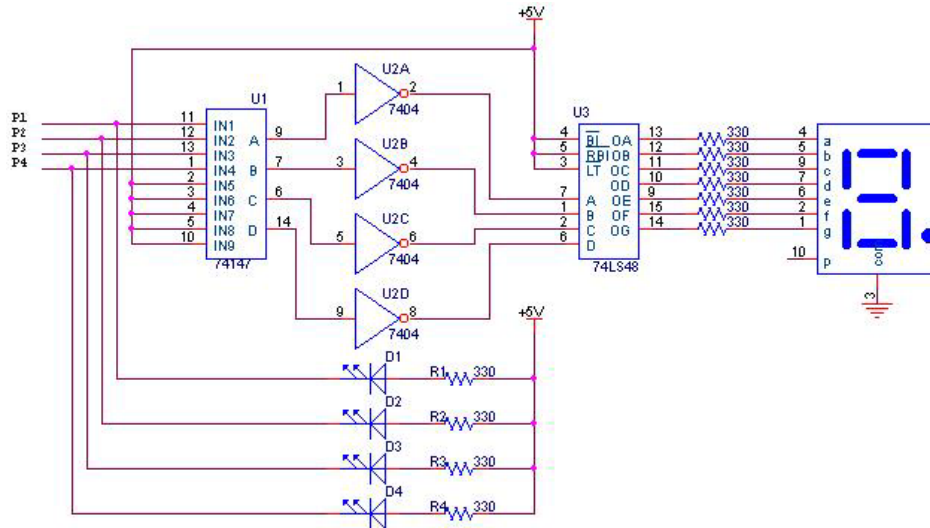 +5V
U1
P1
P2
P3
P4
11
12
13
1
2
3
4
5
10
IN1
IN2
IN3
IN4
IN5
IN6
IN7
IN8
IN9
A
B
C
D
9
7
6
14
74147
U2A
1
2
7404
U2B
3
4
7404
U2C
5
6
7404
U2D
9
8
7404
U3
4
5
3
7
1
2
6
BI
RBI
LT
A
B
C
D
OA
OB
OC
OD
OE
OF
OG
13
12
11
10
9
15
14
74LS48
330
330
330
330
330
330
330
4
5
9
7
6
2
1
10
a
b
c
d
e
f
g
p
com
3
+5V
D1
R1
330
D2
R2
330
D3
R3
330
D4
R4
330